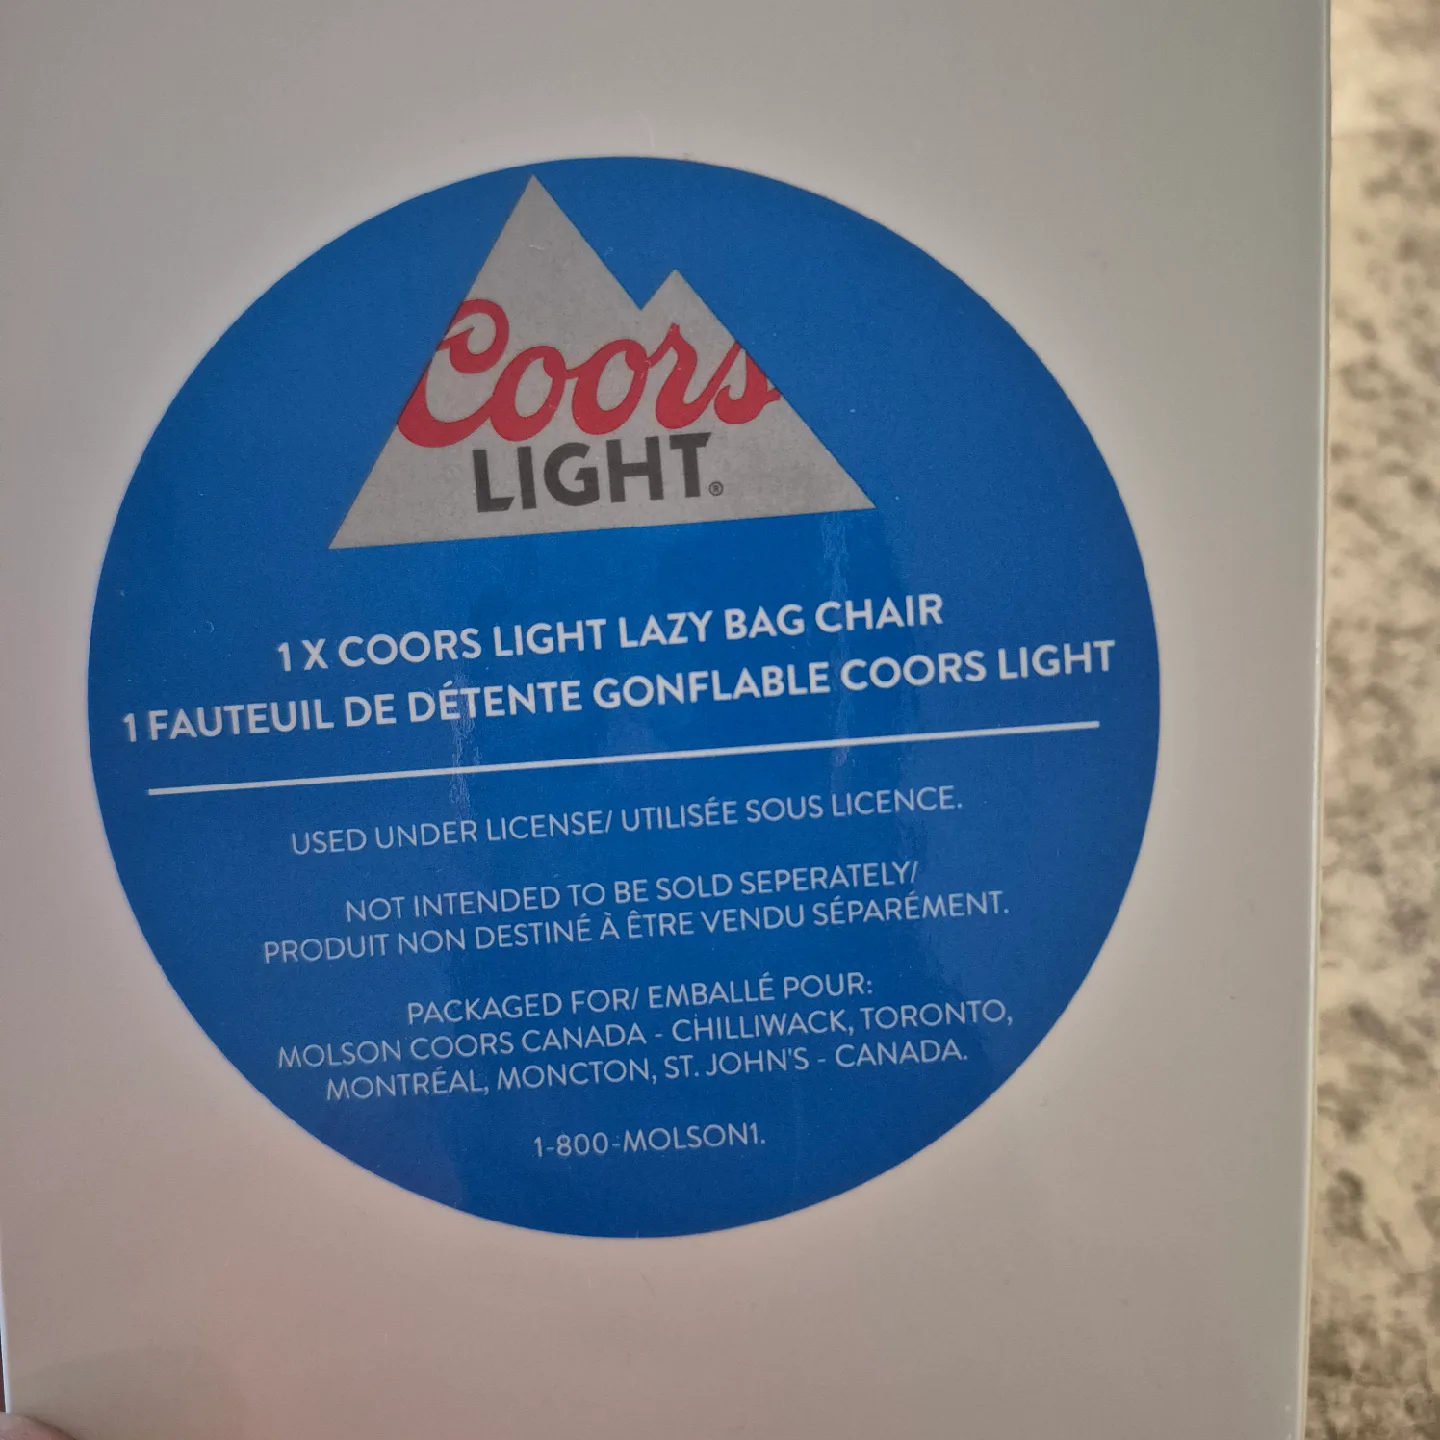 Coors
LIGHT®
1 X COORS LIGHT LAZY BAG CHAIR
1 FAUTEUIL DE DÉTENTE GONFLABLE COORS LIGHT
USED UNDER LICENSE/ UTILISÉE SOUS LICENCE.
NOT INTENDED TO BE SOLD SEPERATELY/
PRODUIT NON DESTINÉ À ÊTRE VENDU SÉPARÉMENT.
PACKAGED FOR/ EMBALLÉ POUR:
MOLSON COORS CANADA - CHILLIWACK, TORONTO,
MONTRÉAL, MONCTON, ST. JOHN'S - CANADA.
1-800-MOLSON1.